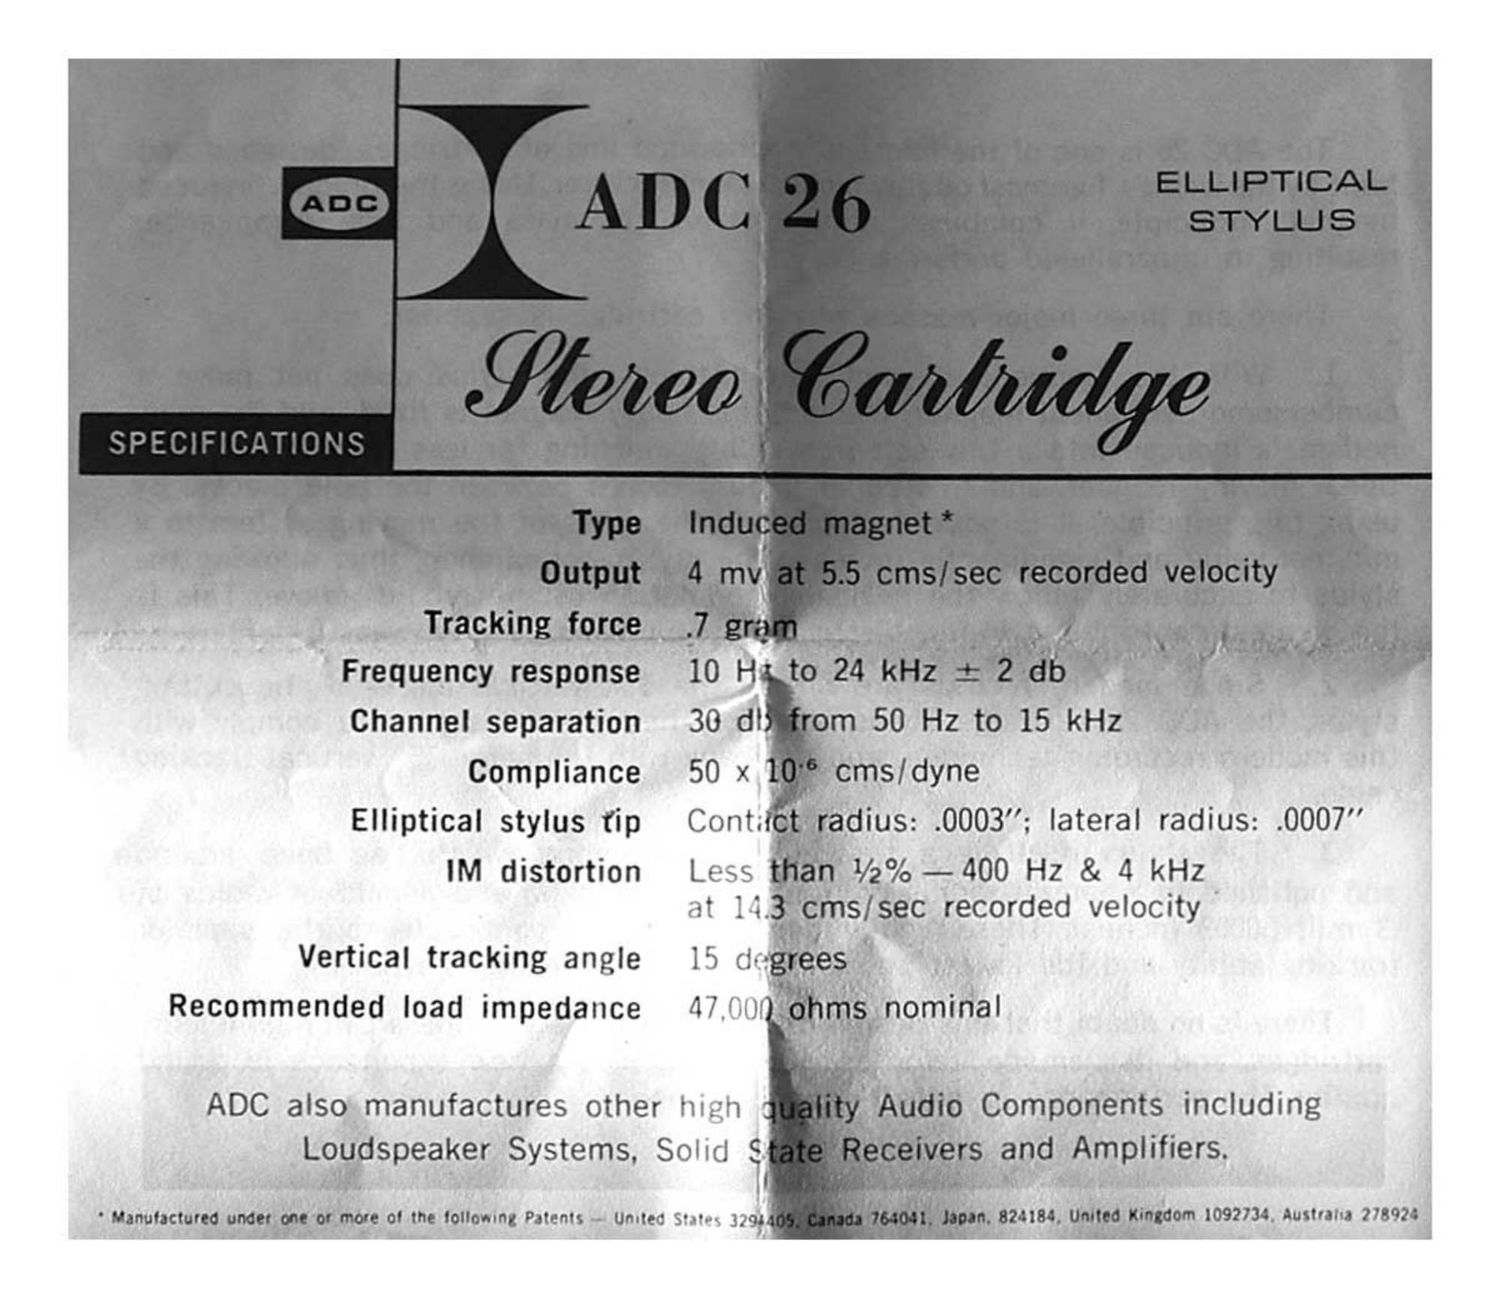 ADC
ADC 26
ELLIPTICAL
STYLUS
Stereo Cartridge
SPECIFICATIONS
Type Induced magnet *
Output 4 mv at 5.5 cms/sec recorded velocity
Tracking force .7 gram
Frequency response 10 Hz to 24 kHz ± 2 db
Channel separation 30 db from 50 Hz to 15 kHz
Compliance 50 x 10⁻⁶ cms/dyne
Elliptical stylus tip Contact radius: .0003″; lateral radius: .0007″
IM distortion Less than ½% — 400 Hz & 4 kHz
at 14.3 cms/sec recorded velocity
Vertical tracking angle 15 degrees
Recommended load impedance 47,000 ohms nominal
ADC also manufactures other high quality Audio Components including
Loudspeaker Systems, Solid State Receivers and Amplifiers.
* Manufactured under one or more of the following Patents — United States 3294405, Canada 764041, Japan, 824184, United Kingdom 1092734, Australia 278924